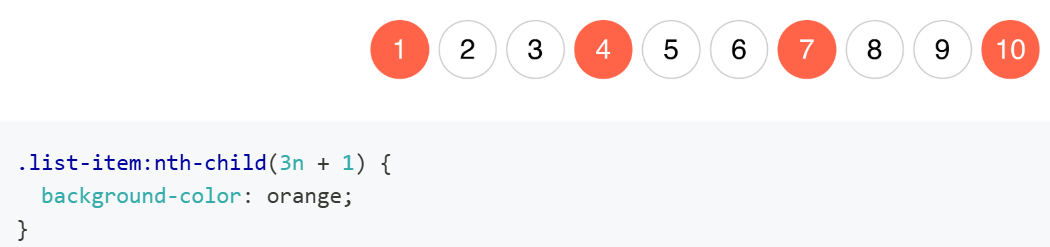 1 2 3 4 5 6 7 8 9 10
.list-item:nth-child(3n + 1) {
  background-color: orange;
}